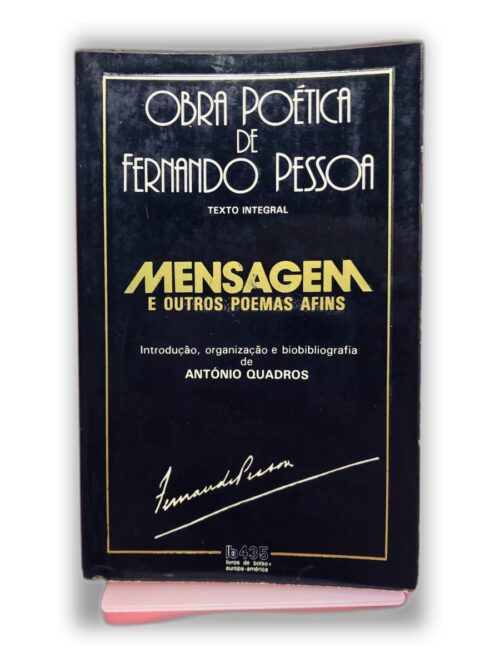 OBRA POÉTICA
DE
FERNANDO PESSOA
TEXTO INTEGRAL
MENSAGEM
E OUTROS POEMAS AFINS
Introdução, organização e biobibliografia
de
ANTÓNIO QUADROS
Fernando Pessoa
lb435
livros de bolso
europa-américa